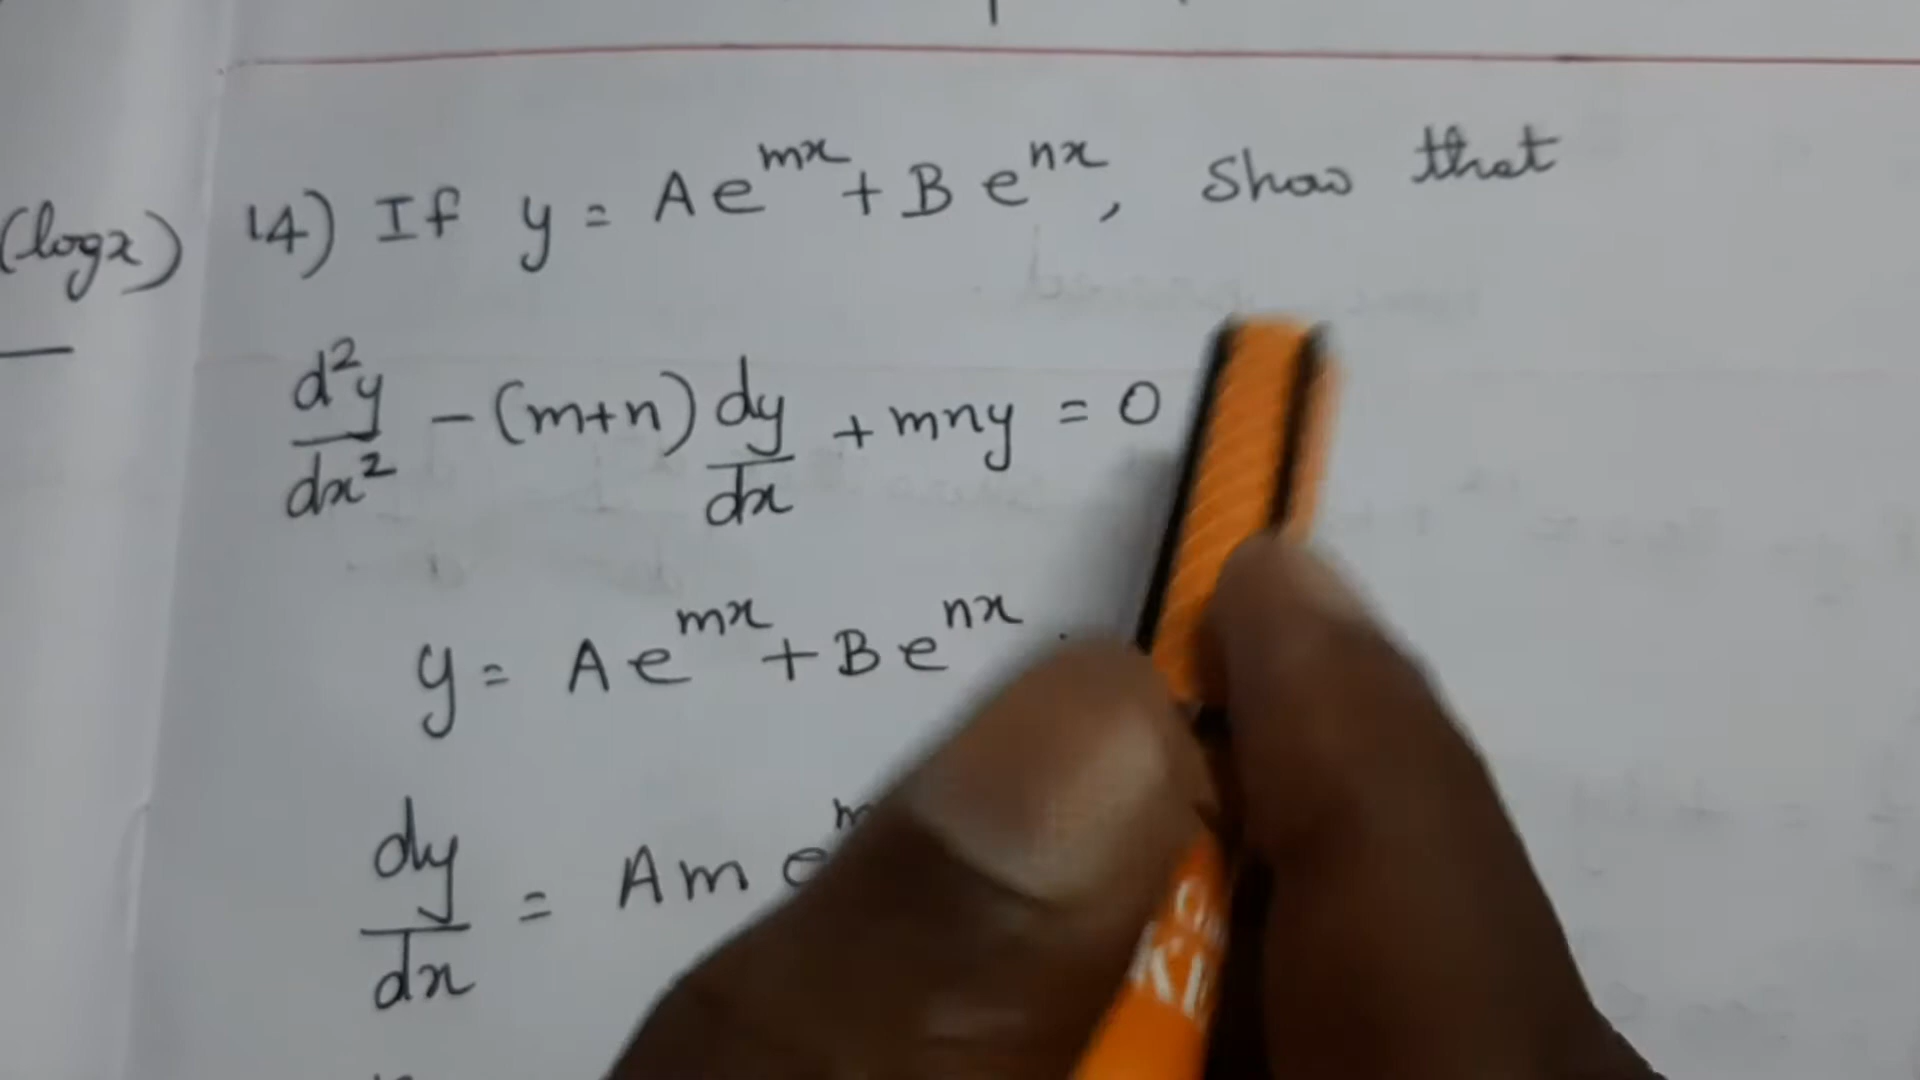 (logx) 14) If y = Ae^{mx} + Be^{nx}, Show that
d²y/dx² - (m+n) dy/dx + mny = 0
y = Ae^{mx} + Be^{nx}
dy/dx = Am e